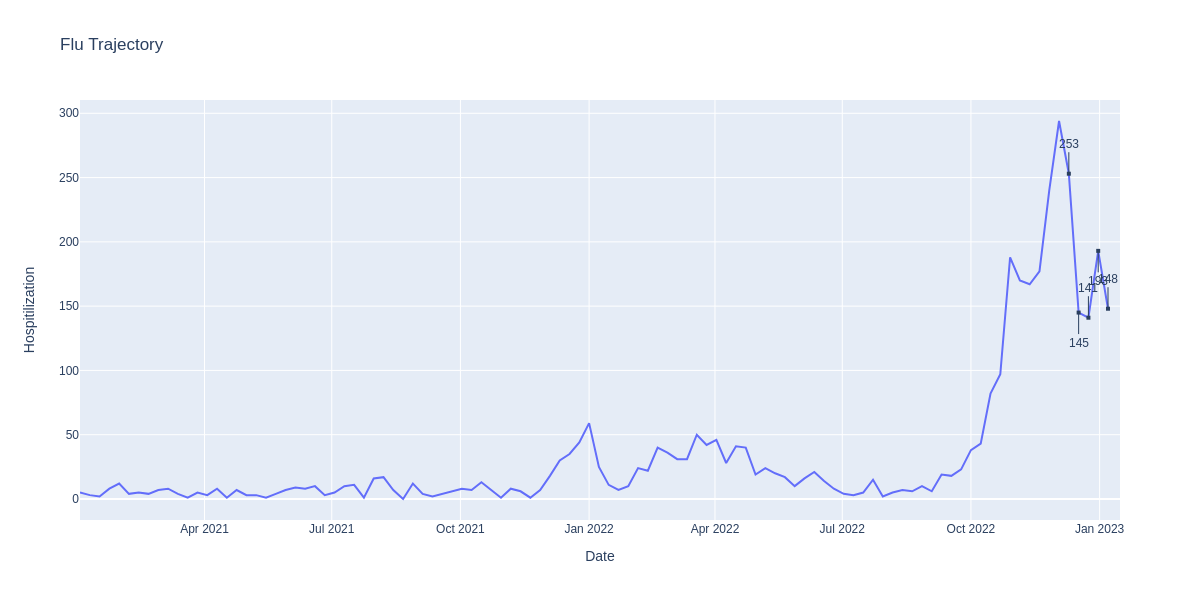 Flu Trajectory
300
250
200
150
100
50
0
Hospitilization
253
145
141
193
148
Apr 2021
Jul 2021
Oct 2021
Jan 2022
Apr 2022
Jul 2022
Oct 2022
Jan 2023
Date